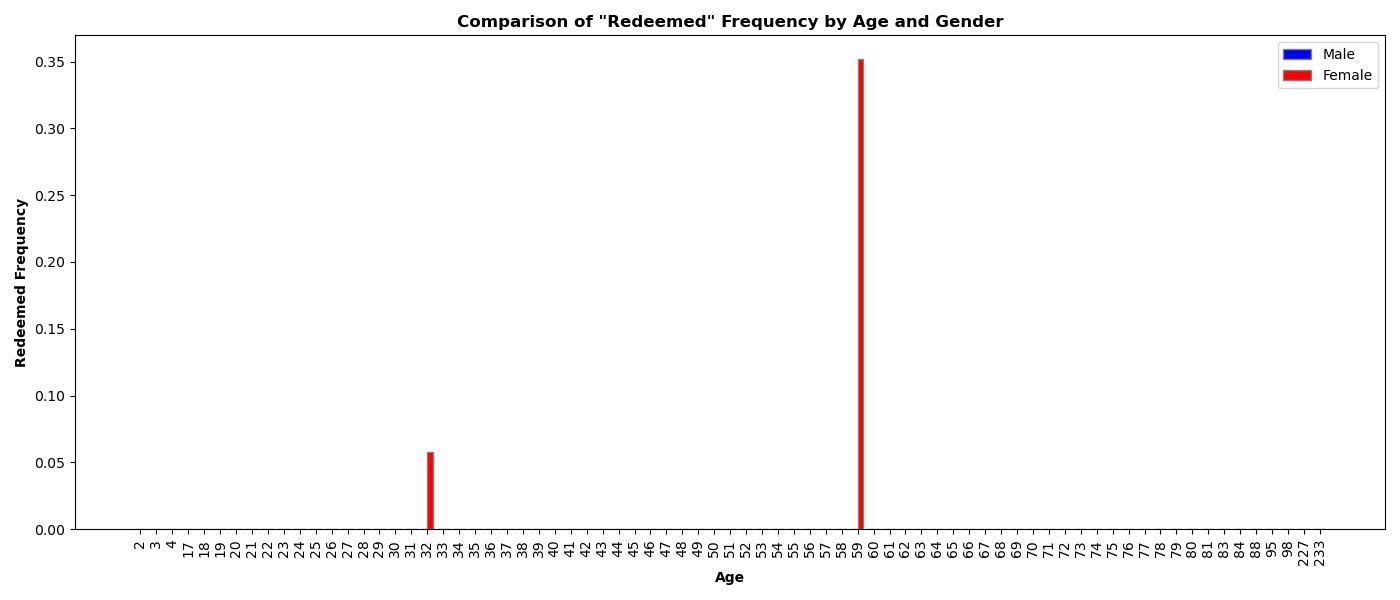 Comparison of "Redeemed" Frequency by Age and Gender
Male
Female
Redeemed Frequency
0.35
0.30
0.25
0.20
0.15
0.10
0.05
0.00
2 3 4 17 18 19 20 21 22 23 24 25 26 27 28 29 30 31 32 33 34 35 36 37 38 39 40 41 42 43 44 45 46 47 48 49 50 51 52 53 54 55 56 57 58 59 60 61 62 63 64 65 66 67 68 69 70 71 72 73 74 75 76 77 78 79 80 81 83 84 88 95 98 227 233
Age